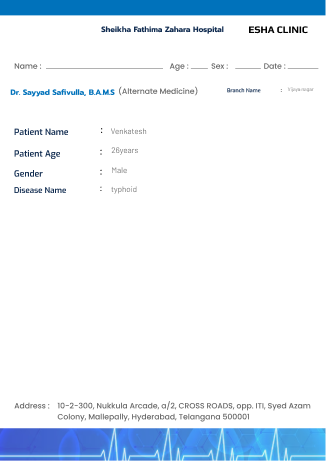 Sheikha Fathima Zahara Hospital ESHA CLINIC
Name : Age : Sex : Date :
Dr. Sayyad Safivulla, B.A.M.S (Alternate Medicine) Branch Name : Vijayanagar
Patient Name : Venkatesh
Patient Age : 26years
Gender : Male
Disease Name : typhoid
Address : 10-2-300, Nukkula Arcade, a/2, CROSS ROADS, opp. ITI, Syed Azam
Colony, Mallepally, Hyderabad, Telangana 500001